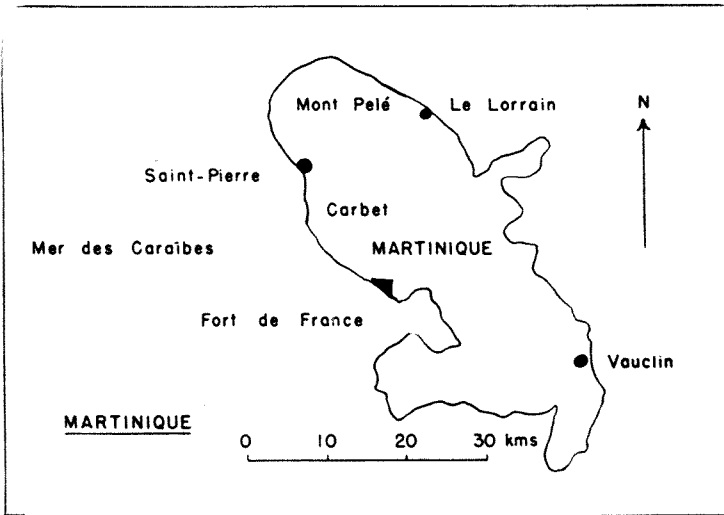 Mont Pelé
Le Lorrain
N
Saint-Pierre
Carbet
Mer des Caraïbes
MARTINIQUE
Fort de France
Vauclin
MARTINIQUE
0 10 20 30 kms